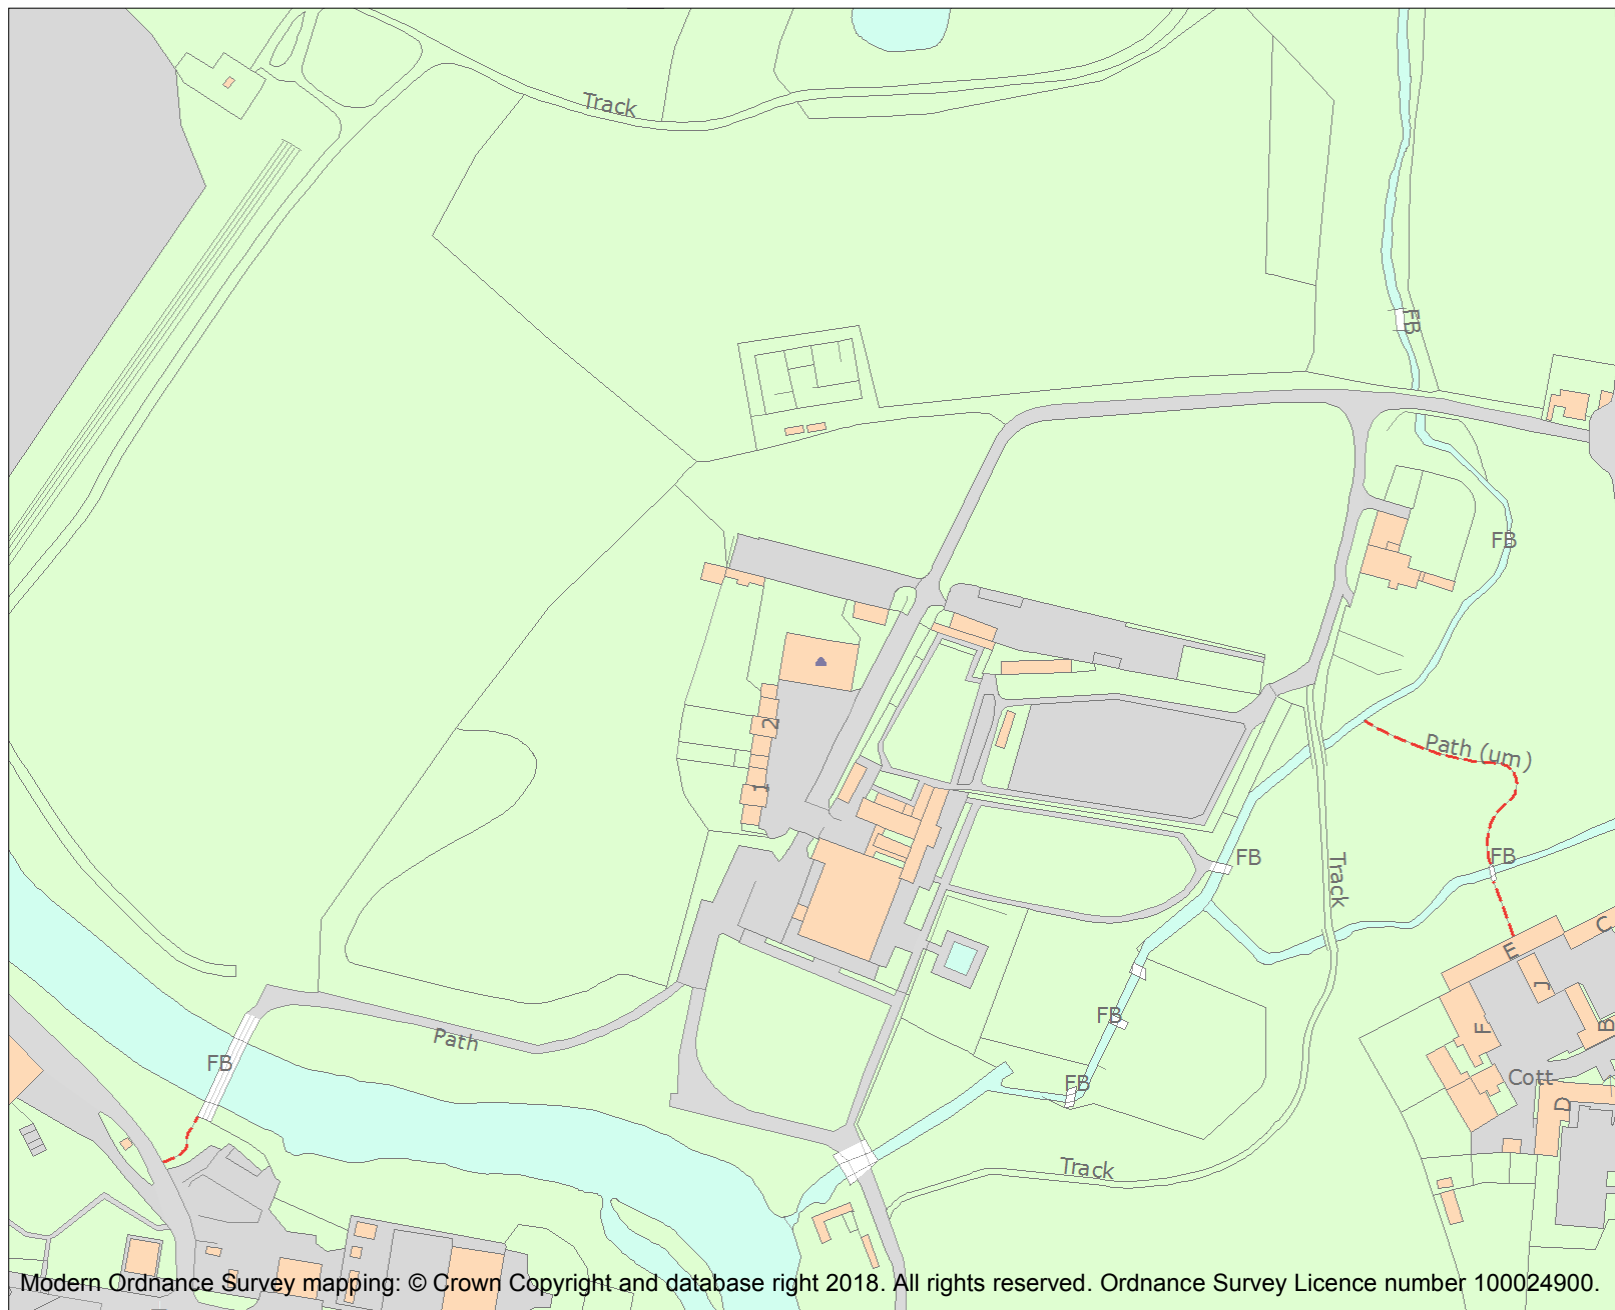 Track
FB
FB
2
Path (um)
1
FB
FB
Track
C
E
J
FB
F
B
Path
FB
FB
Cott
D
Track
Modern Ordnance Survey mapping: © Crown Copyright and database right 2018. All rights reserved. Ordnance Survey Licence number 100024900.